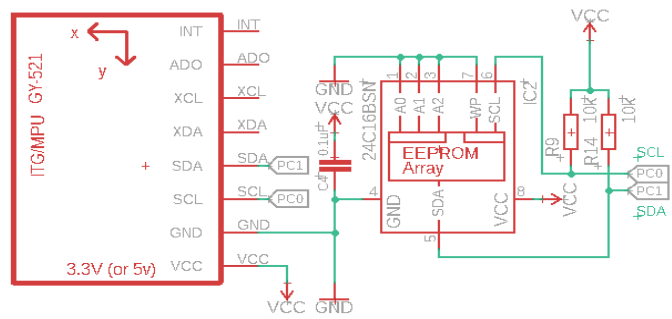 x
y
ITG/MPU GY-521
INT
ADO
XCL
XDA
SDA
SCL
GND
VCC
3.3V (or 5v)
INT
ADO
XCL
XDA
SDA
PC1
SCL
PC0
GND
VCC
VCC
GND
VCC
0.1uF
C4
GND
24C16BSN
IC2
1
2
3
7
6
A0
A1
A2
WP
SCL
EEPROM
Array
4
GND
SDA
5
VCC
8
VCC
VCC
10k
10k
R9
R14
SCL
PC0
PC1
SDA